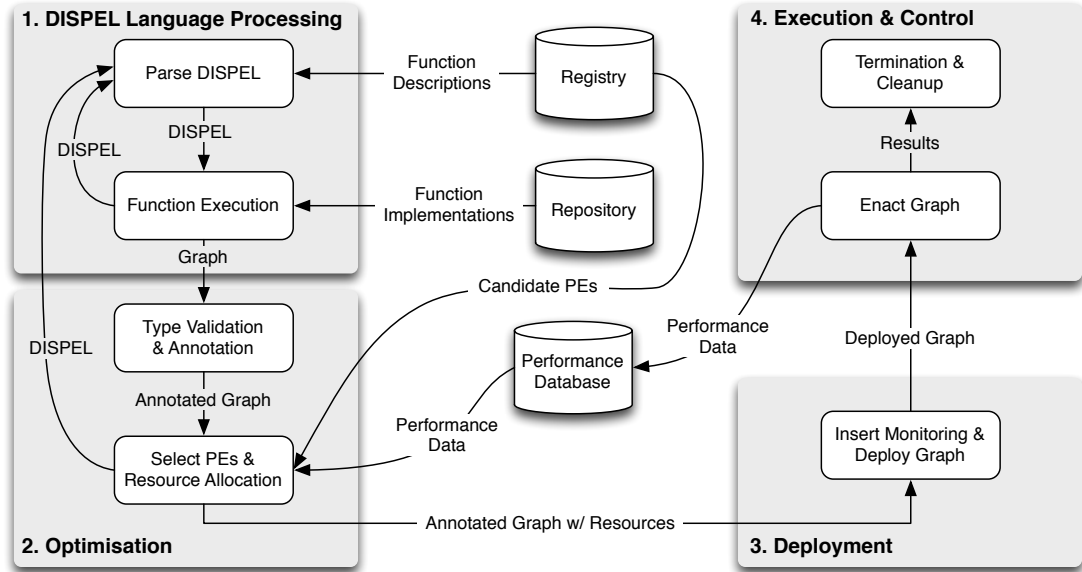 1. DISPEL Language Processing
Parse DISPEL
DISPEL
DISPEL
Function Execution
Graph
Function
Descriptions
Registry
Function
Implementations
Repository
Candidate PEs
4. Execution & Control
Termination &
Cleanup
Results
Enact Graph
Type Validation
& Annotation
DISPEL
Annotated Graph
Select PEs &
Resource Allocation
2. Optimisation
Performance
Database
Performance
Data
Performance
Data
Deployed Graph
Insert Monitoring &
Deploy Graph
Annotated Graph w/ Resources
3. Deployment